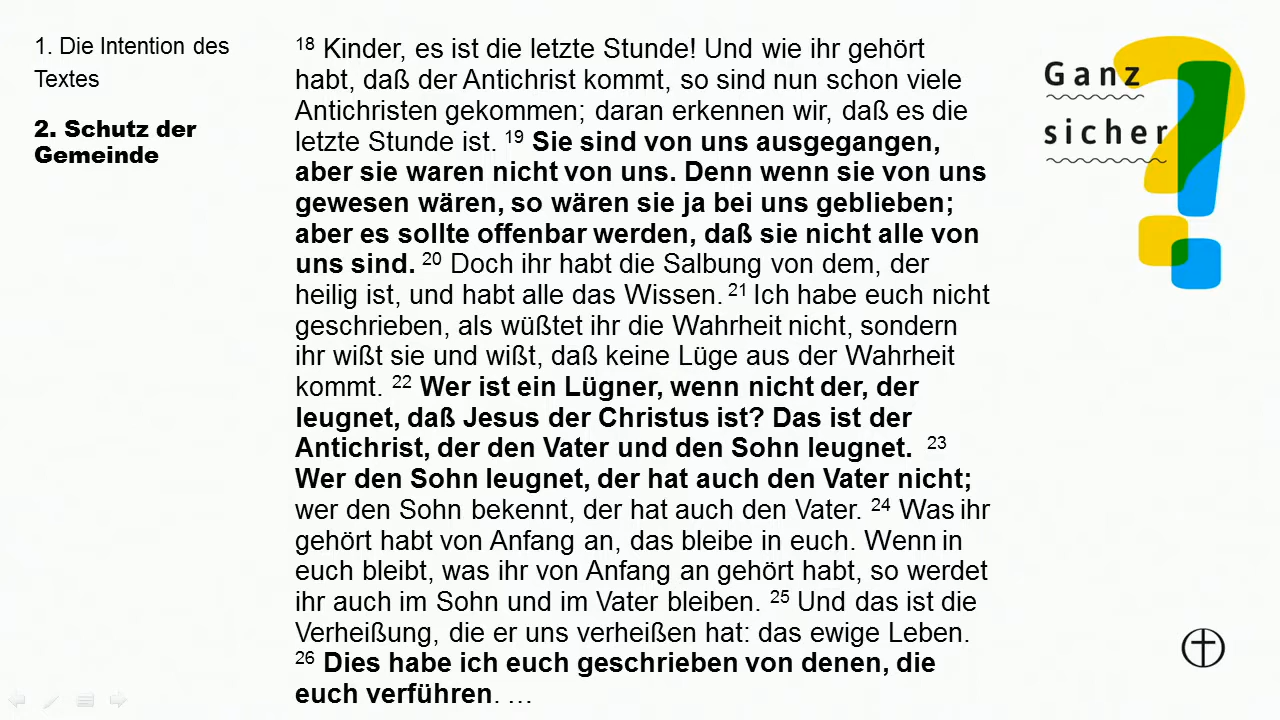 1. Die Intention des
Textes
2. Schutz der
Gemeinde
18 Kinder, es ist die letzte Stunde! Und wie ihr gehört
habt, daß der Antichrist kommt, so sind nun schon viele
Antichristen gekommen; daran erkennen wir, daß es die
letzte Stunde ist. 19 Sie sind von uns ausgegangen,
aber sie waren nicht von uns. Denn wenn sie von uns
gewesen wären, so wären sie ja bei uns geblieben;
aber es sollte offenbar werden, daß sie nicht alle von
uns sind. 20 Doch ihr habt die Salbung von dem, der
heilig ist, und habt alle das Wissen. 21 Ich habe euch nicht
geschrieben, als wüßtet ihr die Wahrheit nicht, sondern
ihr wißt sie und wißt, daß keine Lüge aus der Wahrheit
kommt. 22 Wer ist ein Lügner, wenn nicht der, der
leugnet, daß Jesus der Christus ist? Das ist der
Antichrist, der den Vater und den Sohn leugnet. 23
Wer den Sohn leugnet, der hat auch den Vater nicht;
wer den Sohn bekennt, der hat auch den Vater. 24 Was ihr
gehört habt von Anfang an, das bleibe in euch. Wenn in
euch bleibt, was ihr von Anfang an gehört habt, so werdet
ihr auch im Sohn und im Vater bleiben. 25 Und das ist die
Verheißung, die er uns verheißen hat: das ewige Leben.
26 Dies habe ich euch geschrieben von denen, die
euch verführen. …
Ganz
sicher
?